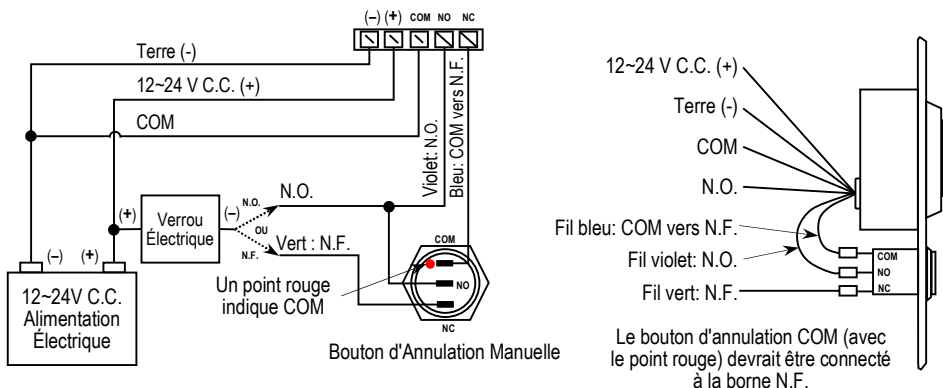 (–) (+) COM NO NC
Terre (-)
12~24 V C.C. (+)
COM
Violet: N.O.
Bleu: COM vers N.F.
(+)
Verrou
Électrique
(–)
N.O.
OU
N.F.
N.O.
Vert : N.F.
COM
NO
NC
Un point rouge
indique COM
(–) (+)
12~24V C.C.
Alimentation
Électrique
Bouton d'Annulation Manuelle
12~24 V C.C. (+)
Terre (-)
COM
N.O.
Fil bleu: COM vers N.F.
Fil violet: N.O.
Fil vert: N.F.
COM
NO
NC
Le bouton d'annulation COM (avec
le point rouge) devrait être connecté
à la borne N.F.